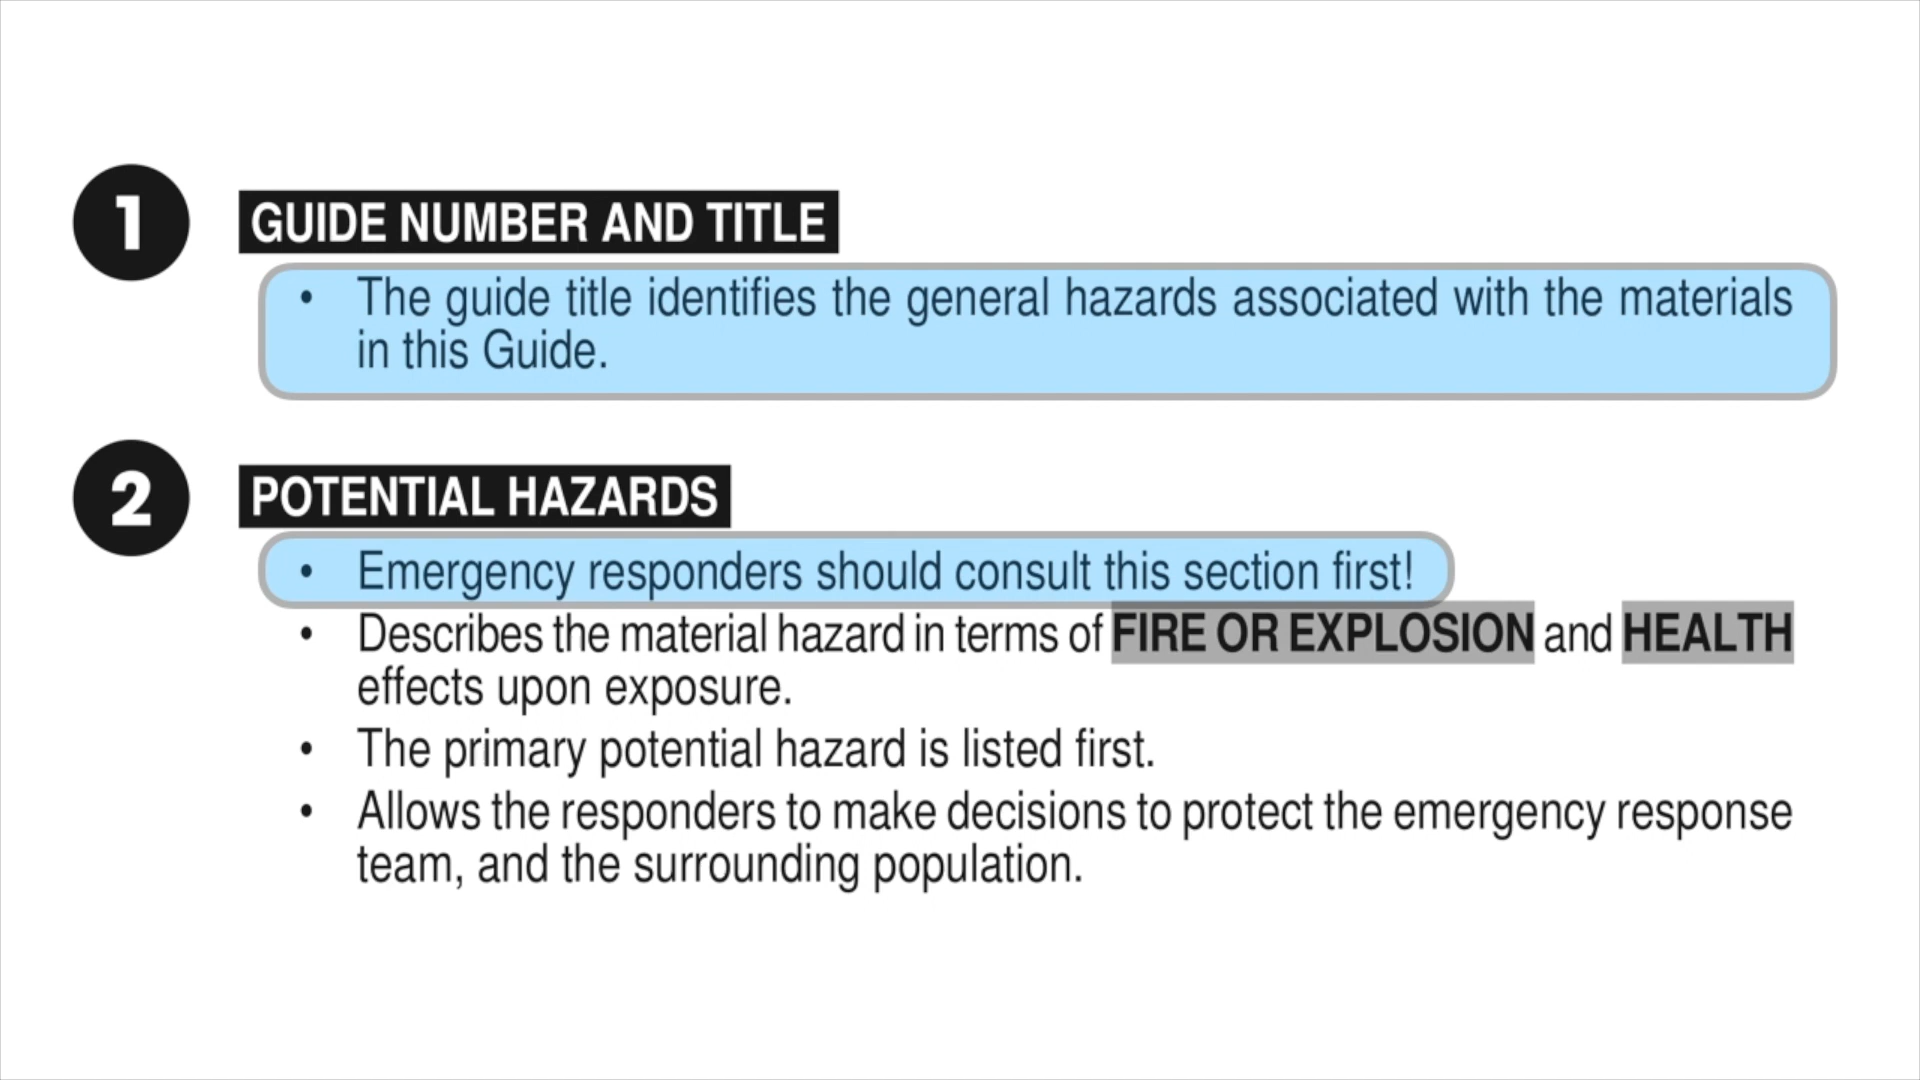 1 GUIDE NUMBER AND TITLE
• The guide title identifies the general hazards associated with the materials
in this Guide.
2 POTENTIAL HAZARDS
• Emergency responders should consult this section first!
• Describes the material hazard in terms of FIRE OR EXPLOSION and HEALTH
effects upon exposure.
• The primary potential hazard is listed first.
• Allows the responders to make decisions to protect the emergency response
team, and the surrounding population.